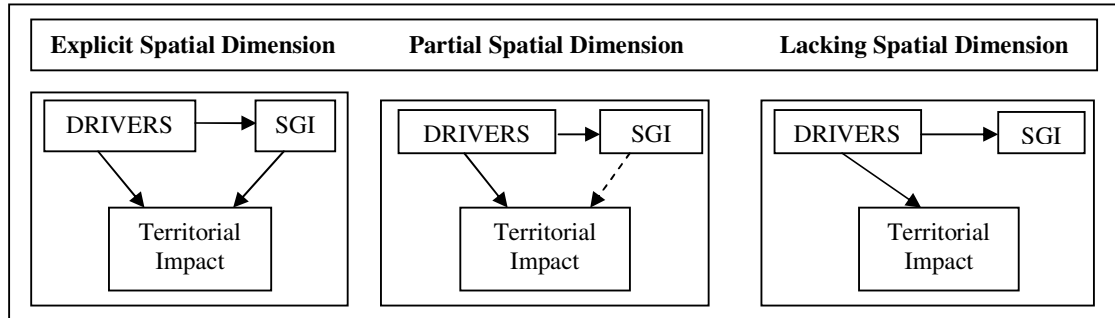 Explicit Spatial Dimension Partial Spatial Dimension Lacking Spatial Dimension
DRIVERS SGI
Territorial
Impact
DRIVERS SGI
Territorial
Impact
DRIVERS SGI
Territorial
Impact